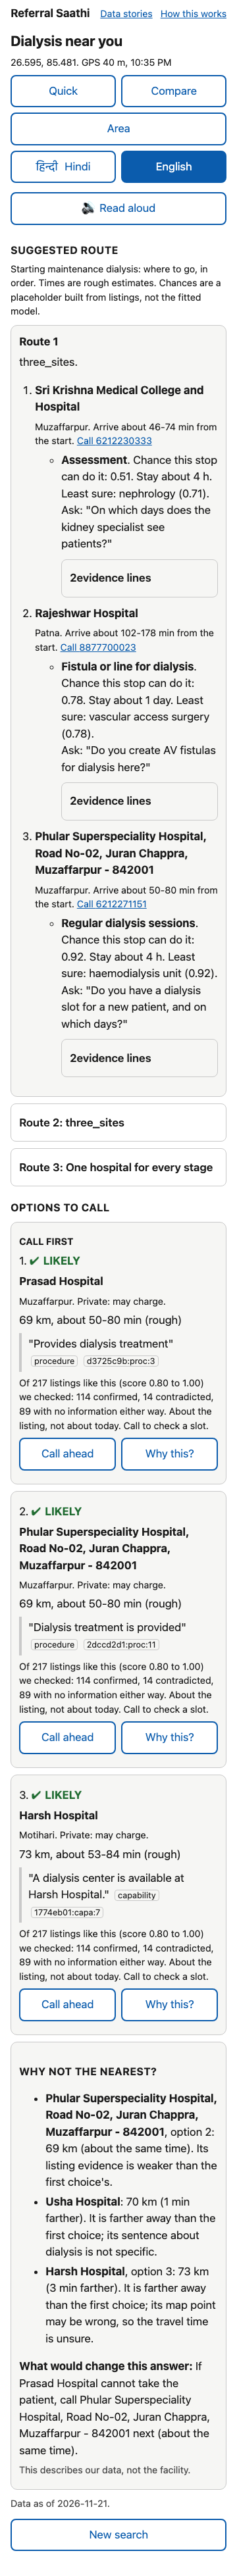 Referral Saathi Data stories How this works
Dialysis near you
26.595, 85.481. GPS 40 m, 10:35 PM
Quick Compare
Area
हिन्दी Hindi English
Read aloud
SUGGESTED ROUTE
Starting maintenance dialysis: where to go, in
order. Times are rough estimates. Chances are a
placeholder built from listings, not the fitted
model.
Route 1
three_sites.
1. Sri Krishna Medical College and
Hospital
Muzaffarpur. Arrive about 46-74 min from
the start. Call 6212230333
Assessment. Chance this stop
can do it: 0.51. Stay about 4 h.
Least sure: nephrology (0.71).
Ask: "On which days does the
kidney specialist see
patients?"
2evidence lines
2. Rajeshwar Hospital
Patna. Arrive about 102-178 min from the
start. Call 8877700023
Fistula or line for dialysis.
Chance this stop can do it:
0.78. Stay about 1 day. Least
sure: vascular access surgery
(0.78).
Ask: "Do you create AV fistulas
for dialysis here?"
2evidence lines
3. Phular Superspeciality Hospital,
Road No-02, Juran Chappra,
Muzaffarpur - 842001
Muzaffarpur. Arrive about 50-80 min from
the start. Call 6212271151
Regular dialysis sessions.
Chance this stop can do it:
0.92. Stay about 4 h. Least
sure: haemodialysis unit (0.92).
Ask: "Do you have a dialysis
slot for a new patient, and on
which days?"
2evidence lines
Route 2: three_sites
Route 3: One hospital for every stage
OPTIONS TO CALL
CALL FIRST
1. ✔ LIKELY
Prasad Hospital
Muzaffarpur. Private: may charge.
69 km, about 50-80 min (rough)
"Provides dialysis treatment"
procedure d3725c9b:proc:3
Of 217 listings like this (score 0.80 to 1.00)
we checked: 114 confirmed, 14 contradicted,
89 with no information either way. About the
listing, not about today. Call to check a slot.
Call ahead Why this?
2. ✔ LIKELY
Phular Superspeciality Hospital,
Road No-02, Juran Chappra,
Muzaffarpur - 842001
Muzaffarpur. Private: may charge.
69 km, about 50-80 min (rough)
"Dialysis treatment is provided"
procedure 2dccd2d1:proc:11
Of 217 listings like this (score 0.80 to 1.00)
we checked: 114 confirmed, 14 contradicted,
89 with no information either way. About the
listing, not about today. Call to check a slot.
Call ahead Why this?
3. ✔ LIKELY
Harsh Hospital
Motihari. Private: may charge.
73 km, about 53-84 min (rough)
"A dialysis center is available at
Harsh Hospital." capability
1774eb01:capa:7
Of 217 listings like this (score 0.80 to 1.00)
we checked: 114 confirmed, 14 contradicted,
89 with no information either way. About the
listing, not about today. Call to check a slot.
Call ahead Why this?
WHY NOT THE NEAREST?
Phular Superspeciality Hospital,
Road No-02, Juran Chappra,
Muzaffarpur - 842001, option 2:
69 km (about the same time). Its
listing evidence is weaker than the
first choice's.
Usha Hospital: 70 km (1 min
farther). It is farther away than the
first choice; its sentence about
dialysis is not specific.
Harsh Hospital, option 3: 73 km
(3 min farther). It is farther away
than the first choice; its map point
may be wrong, so the travel time
is unsure.
What would change this answer: If
Prasad Hospital cannot take the
patient, call Phular Superspeciality
Hospital, Road No-02, Juran Chappra,
Muzaffarpur - 842001 next (about the
same time).
This describes our data, not the facility.
Data as of 2026-11-21.
New search